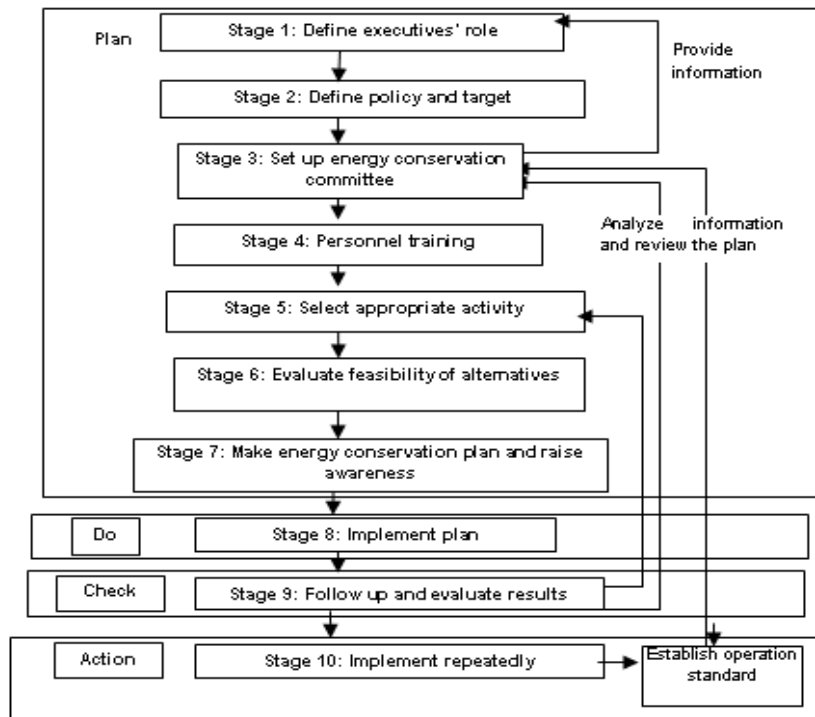 Plan
Stage 1: Define executives' role
Provide
information
Stage 2: Define policy and target
Stage 3: Set up energy conservation
committee
Analyze information
and review the plan
Stage 4: Personnel training
Stage 5: Select appropriate activity
Stage 6: Evaluate feasibility of alternatives
Stage 7: Make energy conservation plan and raise
awareness
Do
Stage 8: Implement plan
Check
Stage 9: Follow up and evaluate results
Action
Stage 10: Implement repeatedly
Establish operation
standard